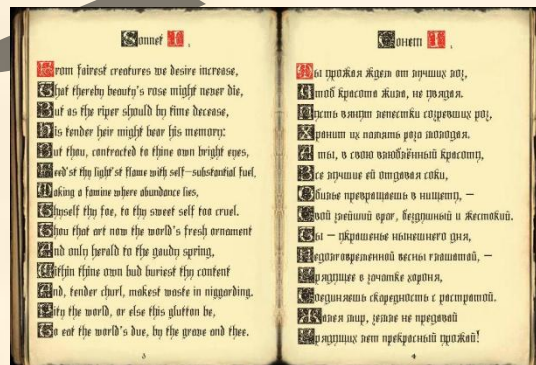 Sonnet I,
From fairest creatures we desire increase,
That thereby beauty's rose might never die,
But as the riper should by time decease,
His tender heir might bear his memory:
But thou, contracted to thine own bright eyes,
Feed'st thy light'st flame with self-substantial fuel,
Making a famine where abundance lies,
Thyself thy foe, to thy sweet self too cruel.
Thou that art now the world's fresh ornament
And only herald to the gaudy spring,
Within thine own bud buriest thy content
And, tender churl, makest waste in niggarding.
Pity the world, or else this glutton be,
To eat the world's due, by the grave and thee.
3
Сонет I,
Мы урожая ждем от лучших лоз,
Чтоб красота жила, не увядая.
Пусть вянут лепестки созревших роз,
Хранит их память роза молодая.
А ты, в свою влюблённый красоту,
Все лучшие ей отдавая соки,
Обилье превращаешь в нищету, –
Свой злейший враг, бездушный и жестокий.
Ты – украшенье нынешнего дня,
Недолговременной весны глашатай, –
Грядущее в зачатке хороня,
Соединяешь скаредность с растратой.
Жалея мир, земле не предавай
Грядущих лет прекрасный урожай!
4